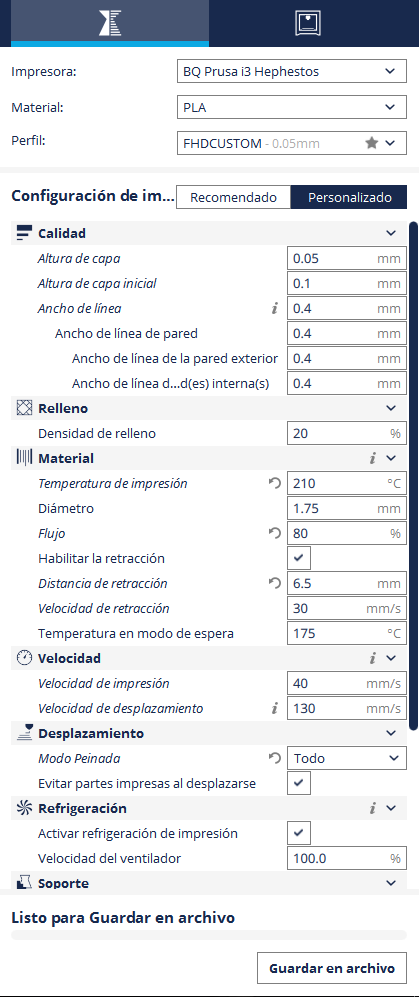 Impresora: BQ Prusa i3 Hephestos
Material: PLA
Perfil: FHDCUSTOM - 0.05mm
Configuración de im... Recomendado Personalizado
Calidad
Altura de capa 0.05 mm
Altura de capa inicial 0.1 mm
Ancho de línea i 0.4 mm
Ancho de línea de pared 0.4 mm
Ancho de línea de la pared exterior 0.4 mm
Ancho de línea d...d(es) interna(s) 0.4 mm
Relleno
Densidad de relleno 20 %
Material i
Temperatura de impresión 210 °C
Diámetro 1.75 mm
Flujo 80 %
Habilitar la retracción
Distancia de retracción 6.5 mm
Velocidad de retracción 30 mm/s
Temperatura en modo de espera 175 °C
Velocidad i
Velocidad de impresión 40 mm/s
Velocidad de desplazamiento i 130 mm/s
Desplazamiento
Modo Peinada Todo
Evitar partes impresas al desplazarse
Refrigeración i
Activar refrigeración de impresión
Velocidad del ventilador 100.0 %
Soporte
Listo para Guardar en archivo
Guardar en archivo